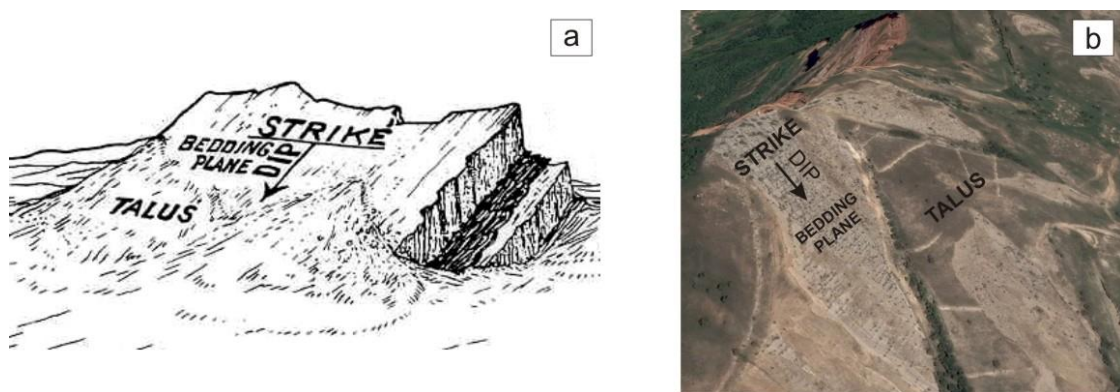 a
STRIKE
BEDDING
PLANE
DIP
TALUS
b
STRIKE
DIP
BEDDING
PLANE
TALUS